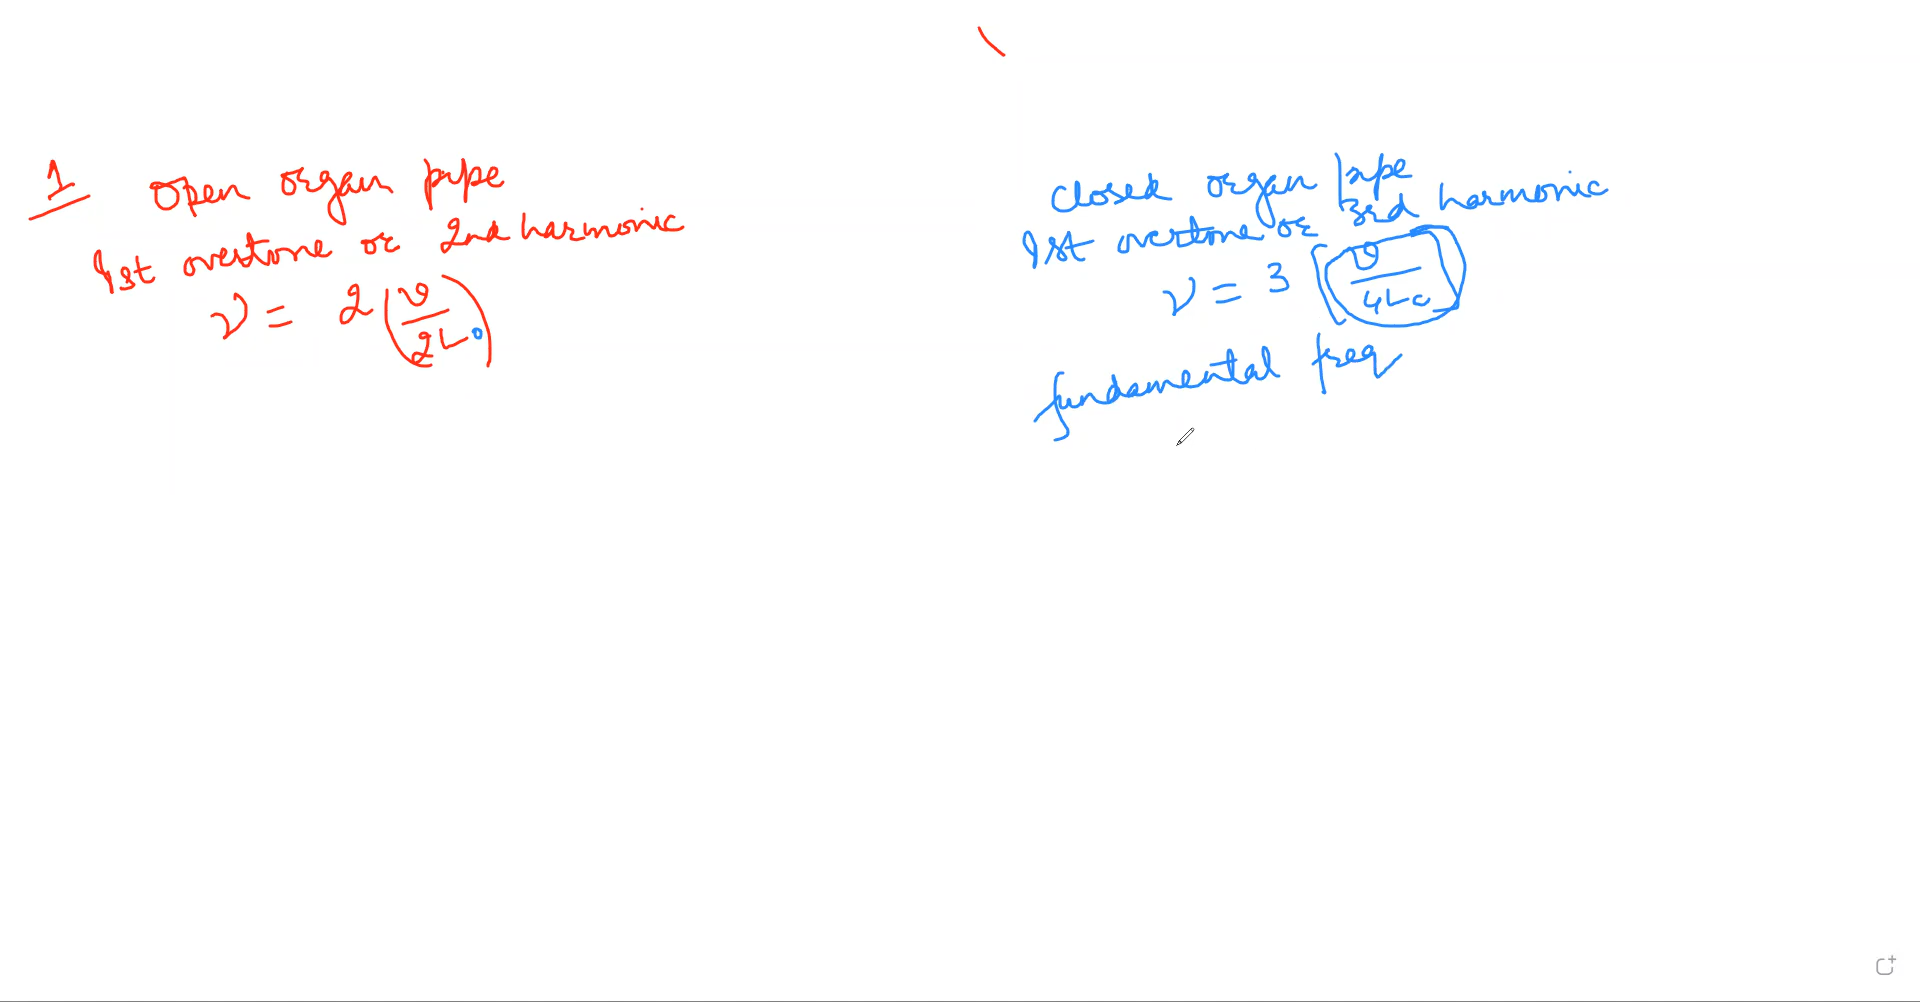 1
Open organ pipe
1st overtone or 2nd harmonic
ν = 2 (v/2L₀)
Closed organ pipe
1st overtone or 3rd harmonic
ν = 3 (v/4Lc)
fundamental freq